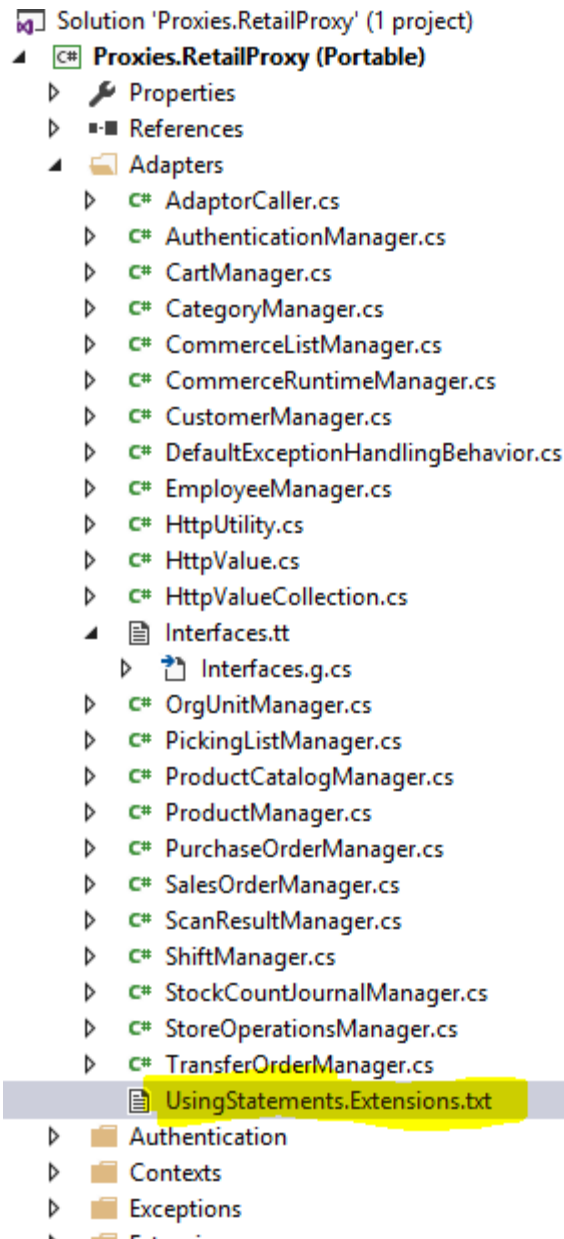 Solution 'Proxies.RetailProxy' (1 project)
C# Proxies.RetailProxy (Portable)
Properties
References
Adapters
C# AdaptorCaller.cs
C# AuthenticationManager.cs
C# CartManager.cs
C# CategoryManager.cs
C# CommerceListManager.cs
C# CommerceRuntimeManager.cs
C# CustomerManager.cs
C# DefaultExceptionHandlingBehavior.cs
C# EmployeeManager.cs
C# HttpUtility.cs
C# HttpValue.cs
C# HttpValueCollection.cs
Interfaces.tt
Interfaces.g.cs
C# OrgUnitManager.cs
C# PickingListManager.cs
C# ProductCatalogManager.cs
C# ProductManager.cs
C# PurchaseOrderManager.cs
C# SalesOrderManager.cs
C# ScanResultManager.cs
C# ShiftManager.cs
C# StockCountJournalManager.cs
C# StoreOperationsManager.cs
C# TransferOrderManager.cs
UsingStatements.Extensions.txt
Authentication
Contexts
Exceptions